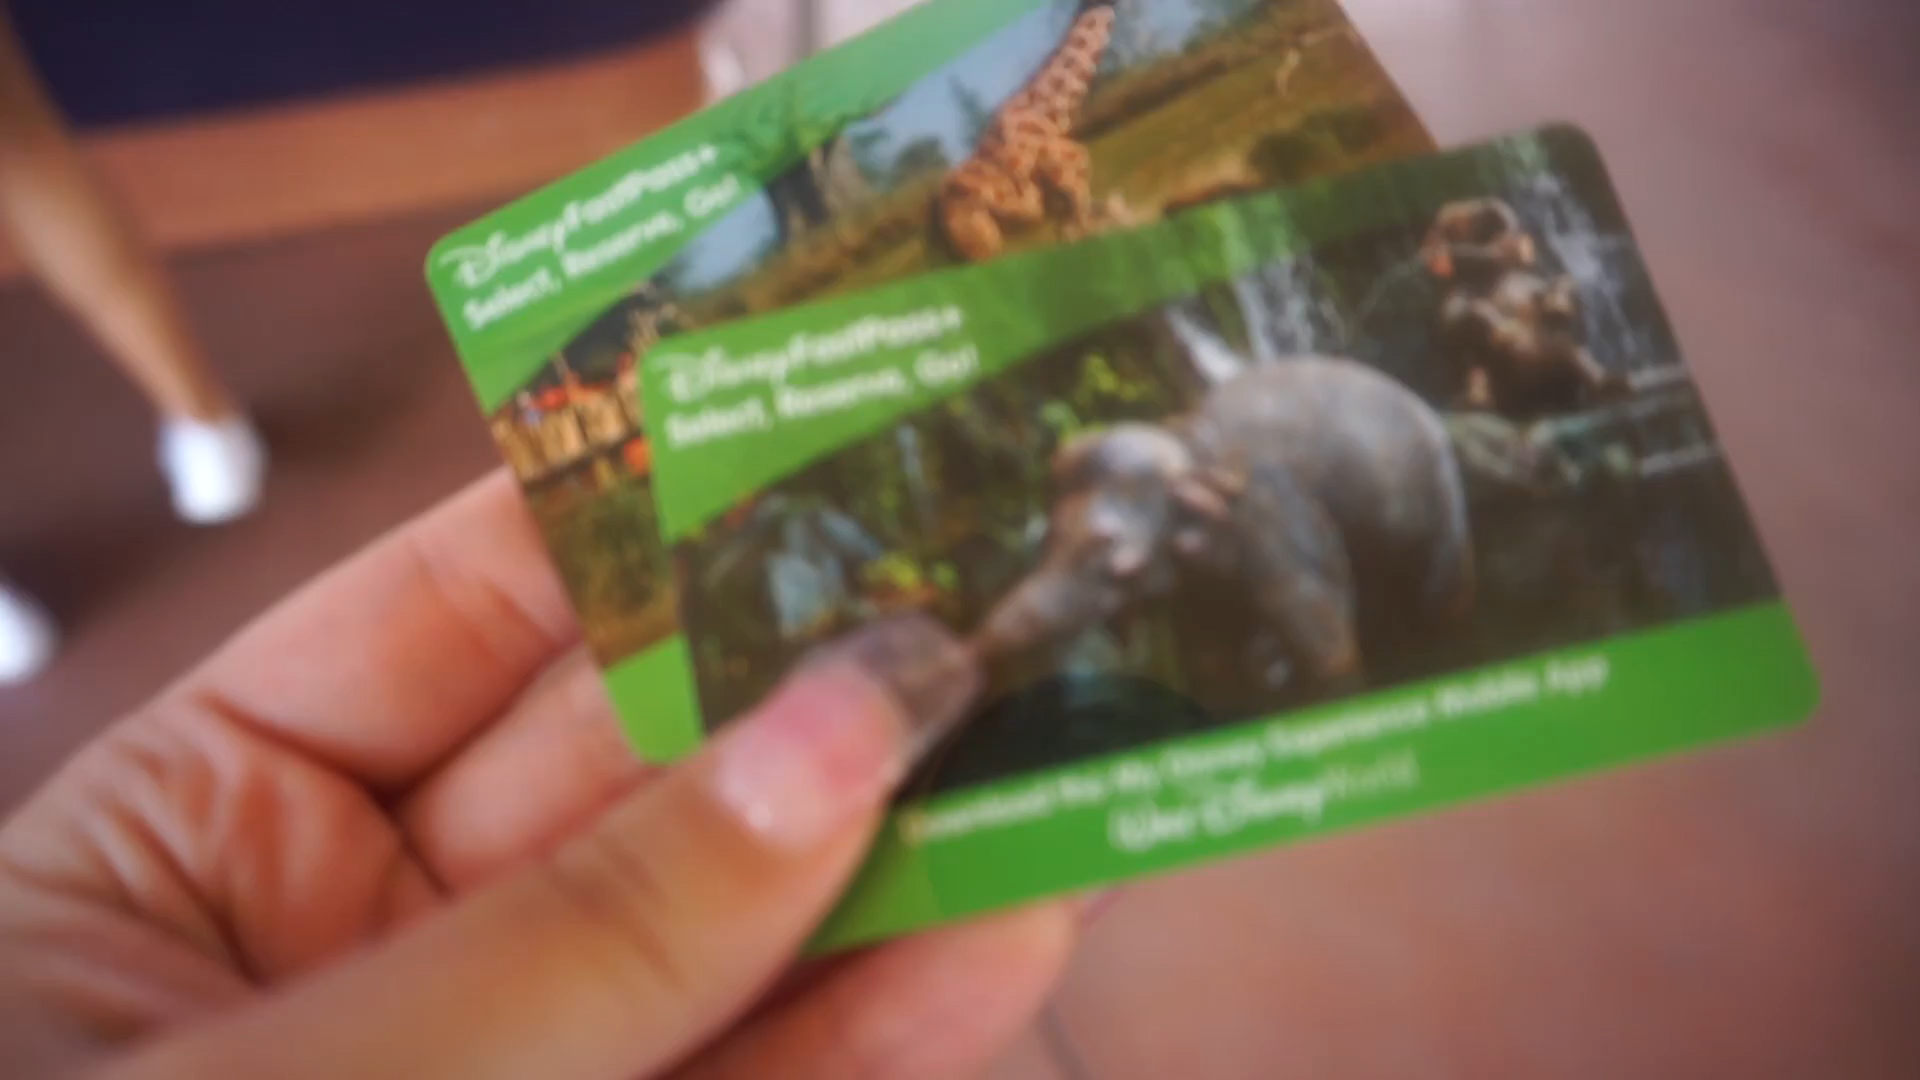 Disney FastPass+
Select, Reserve, Go!
Disney FastPass+
Select, Reserve, Go!
Download the My Disney Experience Mobile App
Walt Disney World